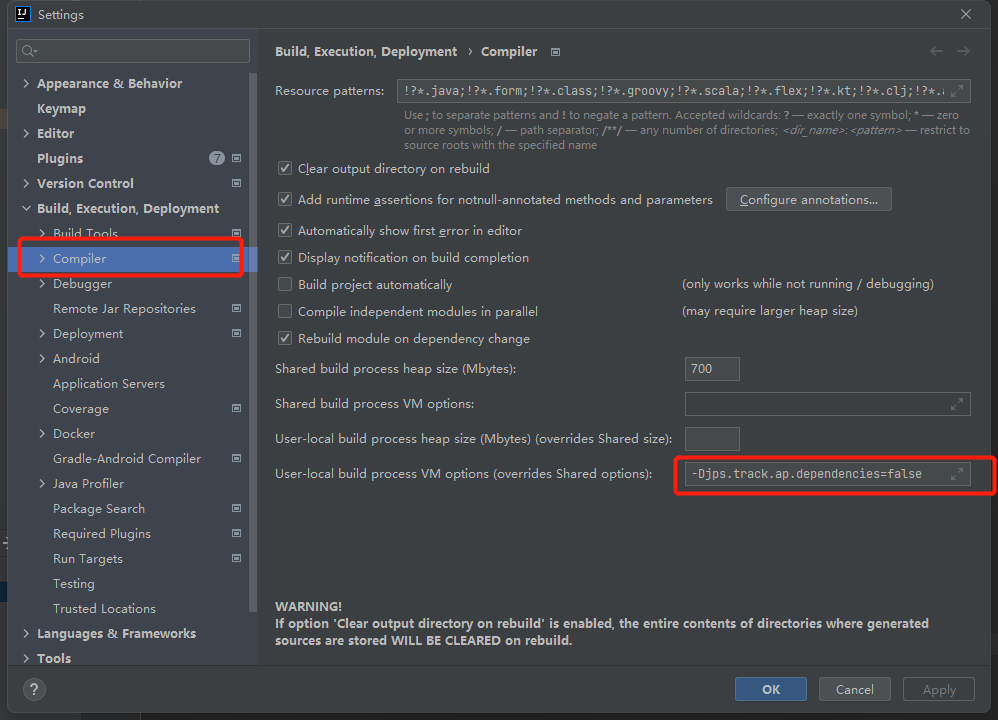 Settings
Appearance & Behavior
Keymap
Editor
Plugins 7
Version Control
Build, Execution, Deployment
Build Tools
Compiler
Debugger
Remote Jar Repositories
Deployment
Android
Application Servers
Coverage
Docker
Gradle-Android Compiler
Java Profiler
Package Search
Required Plugins
Run Targets
Testing
Trusted Locations
Languages & Frameworks
Tools
Build, Execution, Deployment › Compiler
Resource patterns: !?*.java;!?*.form;!?*.class;!?*.groovy;!?*.scala;!?*.flex;!?*.kt;!?*.clj;!?*.a
Use ; to separate patterns and ! to negate a pattern. Accepted wildcards: ? — exactly one symbol; * — zero
or more symbols; / — path separator; /**/ — any number of directories; <dir_name>:<pattern> — restrict to
source roots with the specified name
Clear output directory on rebuild
Add runtime assertions for notnull-annotated methods and parameters Configure annotations...
Automatically show first error in editor
Display notification on build completion
Build project automatically (only works while not running / debugging)
Compile independent modules in parallel (may require larger heap size)
Rebuild module on dependency change
Shared build process heap size (Mbytes): 700
Shared build process VM options:
User-local build process heap size (Mbytes) (overrides Shared size):
User-local build process VM options (overrides Shared options): -Djps.track.ap.dependencies=false
WARNING!
If option 'Clear output directory on rebuild' is enabled, the entire contents of directories where generated
sources are stored WILL BE CLEARED on rebuild.
? OK Cancel Apply